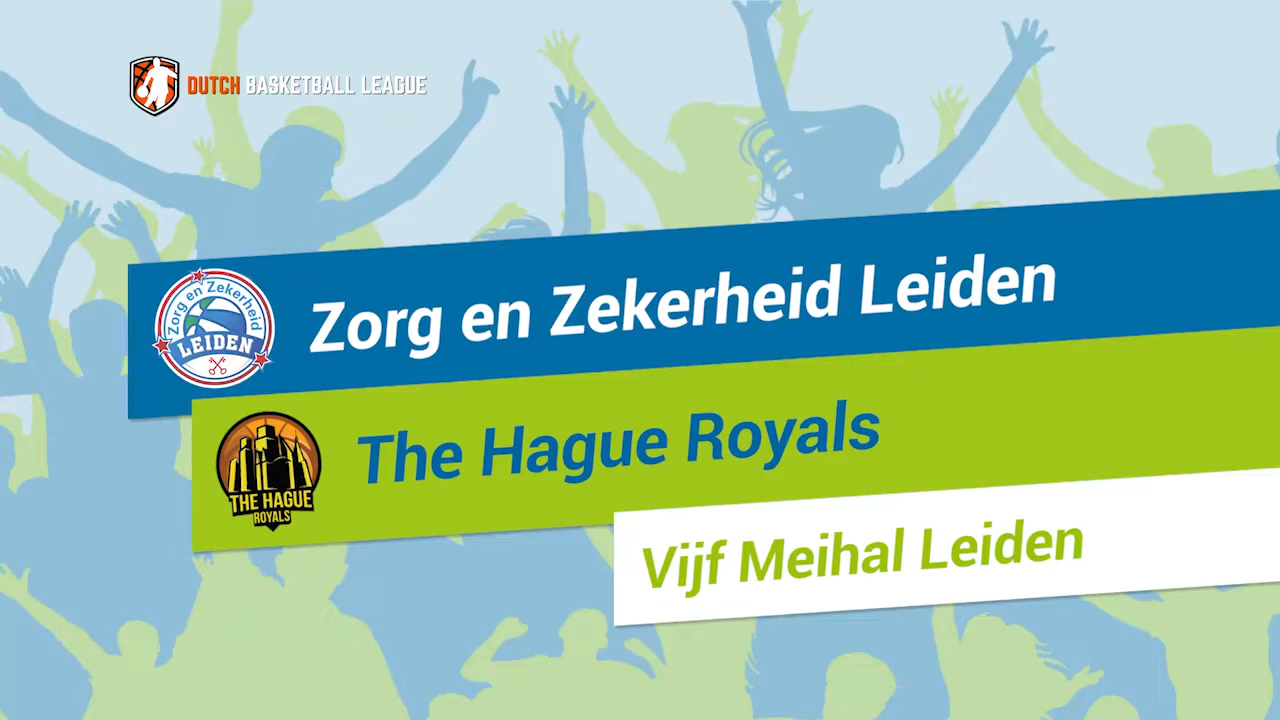 DUTCH BASKETBALL LEAGUE
Zorg en Zekerheid
LEIDEN
Zorg en Zekerheid Leiden
THE HAGUE
ROYALS
The Hague Royals
Vijf Meihal Leiden